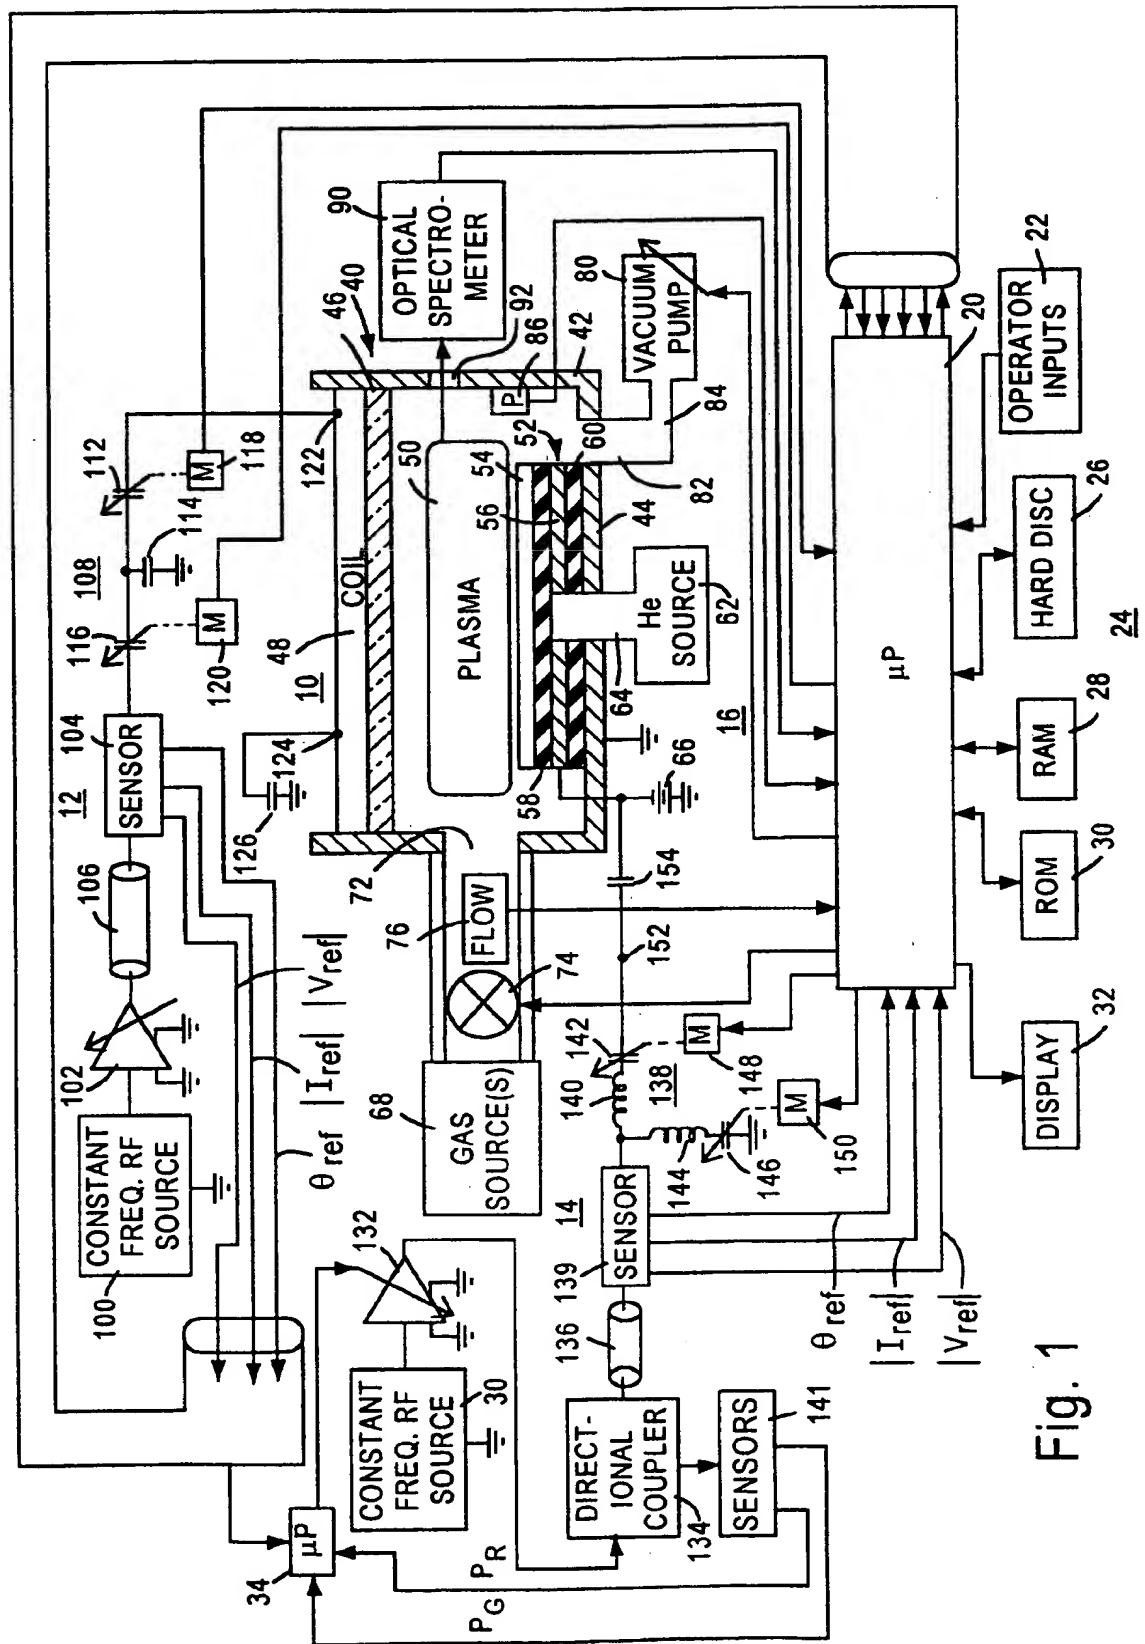 12
104
SENSOR
106
102
CONSTANT
FREQ. RF
SOURCE
100
|Vref|
|Iref|
θref
108
116
112
114
M
118
M
120
126
124
10
48
COIL
122
46
40
90
OPTICAL
SPECTRO-
METER
92
86
P
42
50
PLASMA
72
52
54
56
58
60
44
82
84
80
VACUUM
PUMP
64
He
SOURCE
62
66
76
FLOW
74
68
GAS
SOURCE(S)
154
152
142
140
138
144
146
M
148
M
150
14
SENSOR
139
136
132
CONSTANT
FREQ. RF
SOURCE
30
DIRECT-
IONAL
COUPLER
134
SENSORS
141
μP
34
PG
PR
θref
|Iref|
|Vref|
16
μP
20
OPERATOR
INPUTS
22
HARD DISC
26
24
RAM
28
ROM
30
DISPLAY
32
Fig. 1